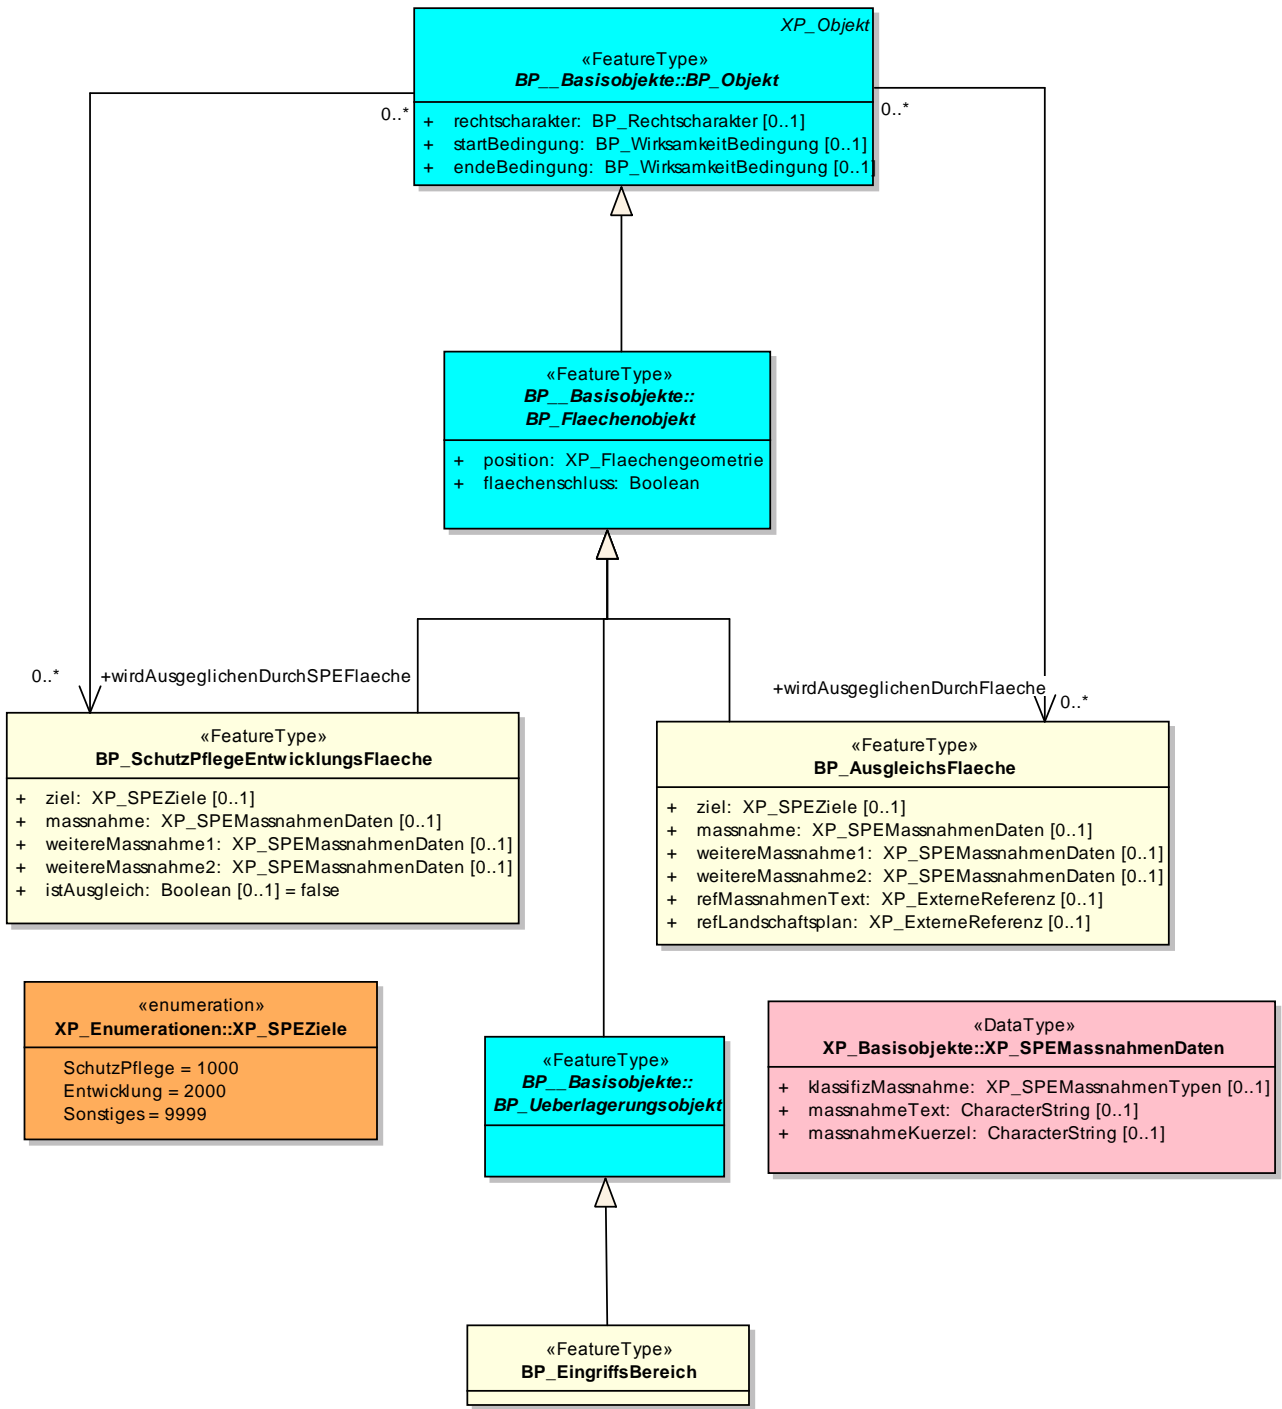 XP_Objekt
«FeatureType»
BP__Basisobjekte::BP_Objekt
+ rechtscharakter: BP_Rechtscharakter [0..1]
+ startBedingung: BP_WirksamkeitBedingung [0..1]
+ endeBedingung: BP_WirksamkeitBedingung [0..1]
0..*
0..*
«FeatureType»
BP__Basisobjekte::
BP_Flaechenobjekt
+ position: XP_Flaechengeometrie
+ flaechenschluss: Boolean
0..*
+wirdAusgeglichenDurchSPEFlaeche
+wirdAusgeglichenDurchFlaeche
0..*
«FeatureType»
BP_SchutzPflegeEntwicklungsFlaeche
+ ziel: XP_SPEZiele [0..1]
+ massnahme: XP_SPEMassnahmenDaten [0..1]
+ weitereMassnahme1: XP_SPEMassnahmenDaten [0..1]
+ weitereMassnahme2: XP_SPEMassnahmenDaten [0..1]
+ istAusgleich: Boolean [0..1] = false
«FeatureType»
BP_AusgleichsFlaeche
+ ziel: XP_SPEZiele [0..1]
+ massnahme: XP_SPEMassnahmenDaten [0..1]
+ weitereMassnahme1: XP_SPEMassnahmenDaten [0..1]
+ weitereMassnahme2: XP_SPEMassnahmenDaten [0..1]
+ refMassnahmenText: XP_ExterneReferenz [0..1]
+ refLandschaftsplan: XP_ExterneReferenz [0..1]
«enumeration»
XP_Enumerationen::XP_SPEZiele
SchutzPflege = 1000
Entwicklung = 2000
Sonstiges = 9999
«FeatureType»
BP__Basisobjekte::
BP_Ueberlagerungsobjekt
«DataType»
XP_Basisobjekte::XP_SPEMassnahmenDaten
+ klassifizMassnahme: XP_SPEMassnahmenTypen [0..1]
+ massnahmeText: CharacterString [0..1]
+ massnahmeKuerzel: CharacterString [0..1]
«FeatureType»
BP_EingriffsBereich